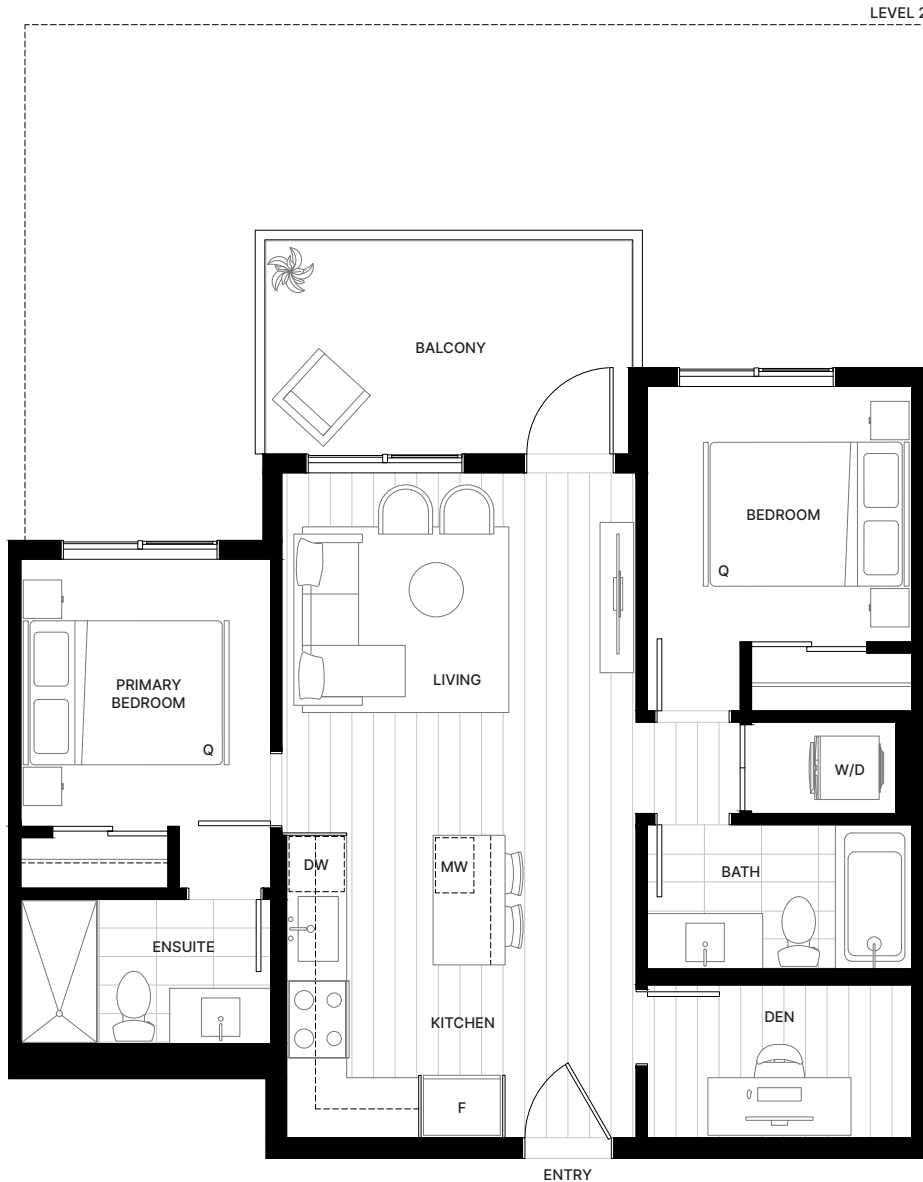 LEVEL 2
BALCONY
BEDROOM
Q
LIVING
PRIMARY
BEDROOM
Q
W/D
DW
MW
BATH
ENSUITE
KITCHEN
DEN
F
ENTRY